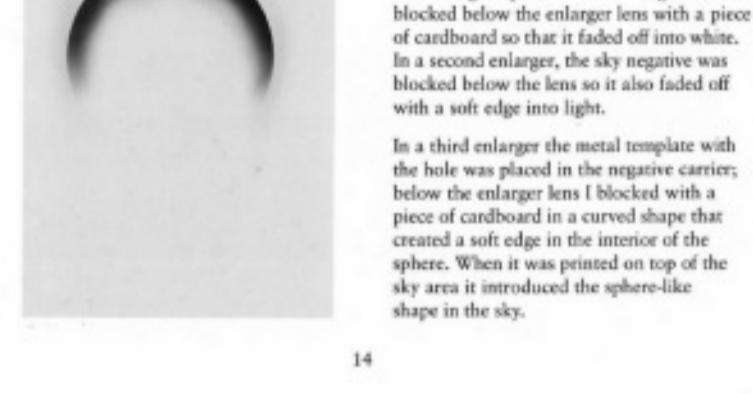 blocked below the enlarger lens with a piece
of cardboard so that it faded off into white.
In a second enlarger, the sky negative was
blocked below the lens so it also faded off
with a soft edge into light.
In a third enlarger the metal template with
the hole was placed in the negative carrier;
below the enlarger lens I blocked with a
piece of cardboard in a curved shape that
created a soft edge in the interior of the
sphere. When it was printed on top of the
sky area it introduced the sphere-like
shape in the sky.
14